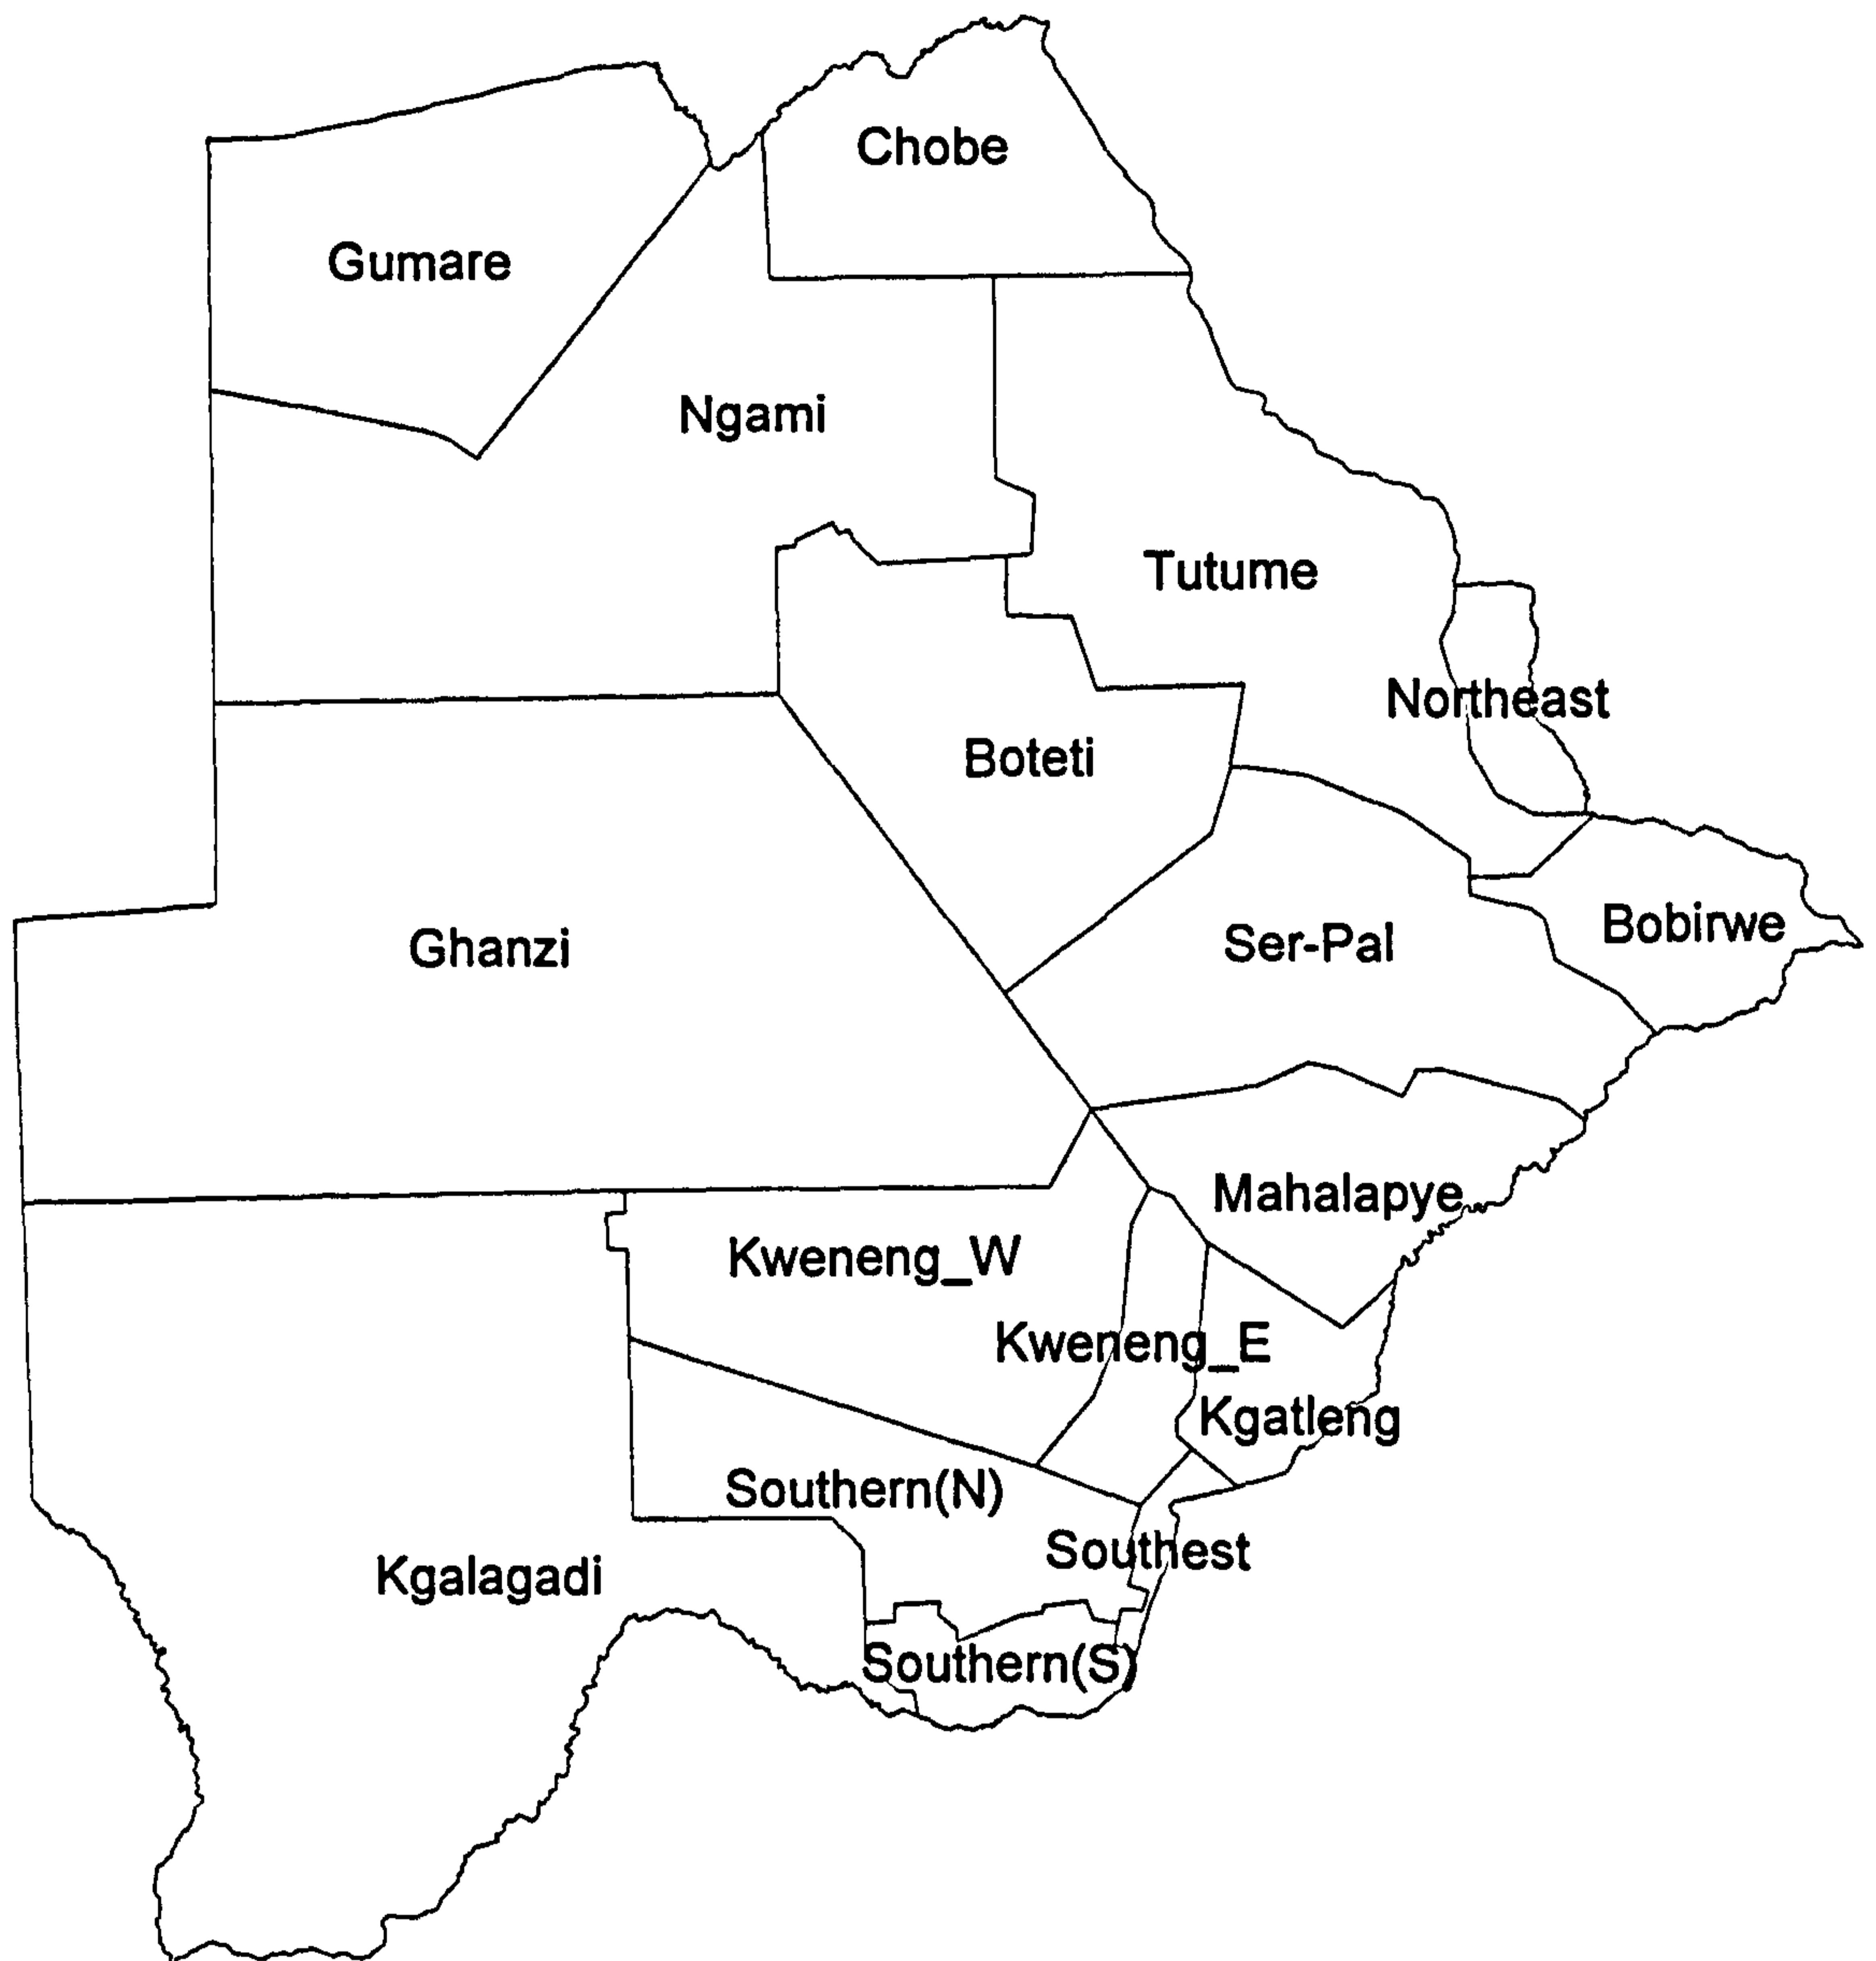 Chobe
Gumare
Ngami
Tutume
Northeast
Boteti
Bobirwe
Ser-Pal
Ghanzi
Mahalapye
Kweneng_W
Kweneng_E
Kgatleng
Southern(N)
Southest
Kgalagadi
Southern(S)